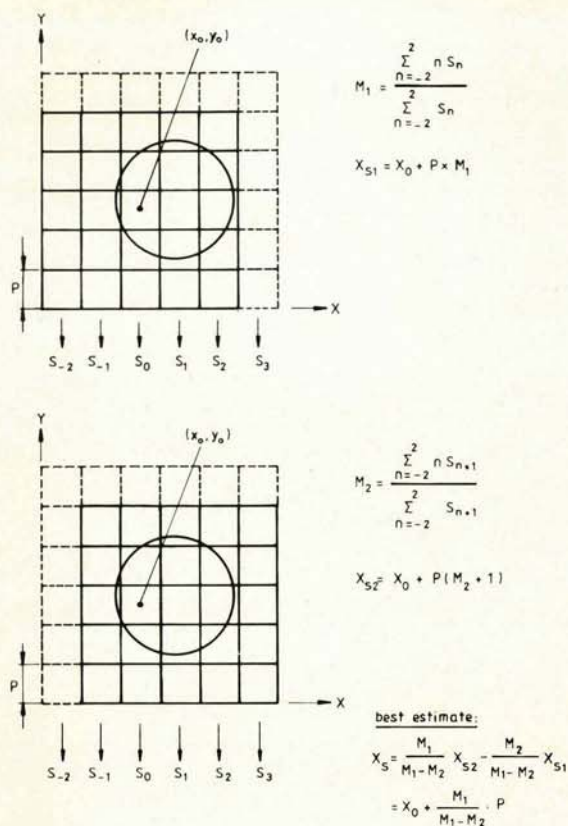 Y
(x₀, y₀)
P
X
S₋₂ S₋₁ S₀ S₁ S₂ S₃
M₁ = Σ²ₙ₌₋₂ n Sₙ / Σ²ₙ₌₋₂ Sₙ
X_S1 = X₀ + P × M₁
Y
(x₀, y₀)
P
X
S₋₂ S₋₁ S₀ S₁ S₂ S₃
M₂ = Σ²ₙ₌₋₂ n Sₙ₊₁ / Σ²ₙ₌₋₂ Sₙ₊₁
X_S2 = X₀ + P (M₂ + 1)
best estimate:
X_S = M₁ / (M₁ - M₂) X_S2 - M₂ / (M₁ - M₂) X_S1
= X₀ + M₁ / (M₁ - M₂) · P